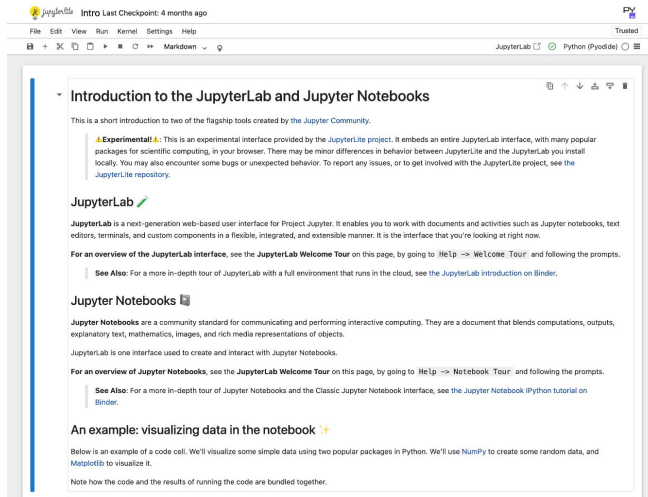 jupyterlite Intro Last Checkpoint: 4 months ago
File Edit View Run Kernel Settings Help Trusted
Markdown JupyterLab Python (Pyodide)
Introduction to the JupyterLab and Jupyter Notebooks
This is a short introduction to two of the flagship tools created by the Jupyter Community.
⚠Experimental!⚠: This is an experimental interface provided by the JupyterLite project. It embeds an entire JupyterLab interface, with many popular
packages for scientific computing, in your browser. There may be minor differences in behavior between JupyterLite and the JupyterLab you install
locally. You may also encounter some bugs or unexpected behavior. To report any issues, or to get involved with the JupyterLite project, see the
JupyterLite repository.
JupyterLab 🧪
JupyterLab is a next-generation web-based user interface for Project Jupyter. It enables you to work with documents and activities such as Jupyter notebooks, text
editors, terminals, and custom components in a flexible, integrated, and extensible manner. It is the interface that you're looking at right now.
For an overview of the JupyterLab interface, see the JupyterLab Welcome Tour on this page, by going to Help -> Welcome Tour and following the prompts.
See Also: For a more in-depth tour of JupyterLab with a full environment that runs in the cloud, see the JupyterLab introduction on Binder.
Jupyter Notebooks 📓
Jupyter Notebooks are a community standard for communicating and performing interactive computing. They are a document that blends computations, outputs,
explanatory text, mathematics, images, and rich media representations of objects.
JupyterLab is one interface used to create and interact with Jupyter Notebooks.
For an overview of Jupyter Notebooks, see the JupyterLab Welcome Tour on this page, by going to Help -> Notebook Tour and following the prompts.
See Also: For a more in-depth tour of Jupyter Notebooks and the Classic Jupyter Notebook interface, see the Jupyter Notebook IPython tutorial on
Binder.
An example: visualizing data in the notebook ✨
Below is an example of a code cell. We'll visualize some simple data using two popular packages in Python. We'll use NumPy to create some random data, and
Matplotlib to visualize it.
Note how the code and the results of running the code are bundled together.